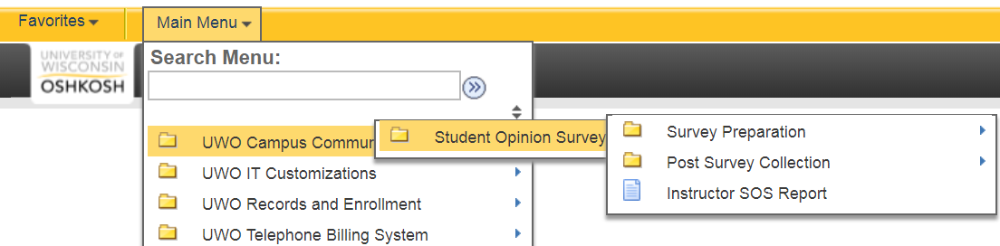 Favorites
Main Menu
UNIVERSITY OF
WISCONSIN
OSHKOSH
Search Menu:
UWO Campus Commun
Student Opinion Survey
Survey Preparation
Post Survey Collection
Instructor SOS Report
UWO IT Customizations
UWO Records and Enrollment
UWO Telephone Billing System